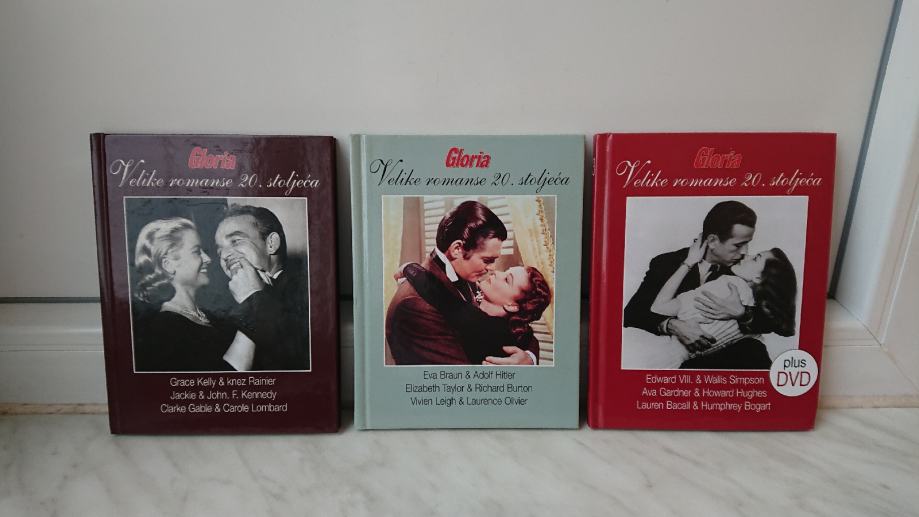 Gloria
Velike romanse 20. stoljeća
Grace Kelly & knez Rainier
Jackie & John. F. Kennedy
Clarke Gable & Carole Lombard
Gloria
Velike romanse 20. stoljeća
Eva Braun & Adolf Hitler
Elizabeth Taylor & Richard Burton
Vivien Leigh & Laurence Olivier
Gloria
Velike romanse 20. stoljeća
plus
DVD
Edward VIII. & Wallis Simpson
Ava Gardner & Howard Hughes
Lauren Bacall & Humphrey Bogart